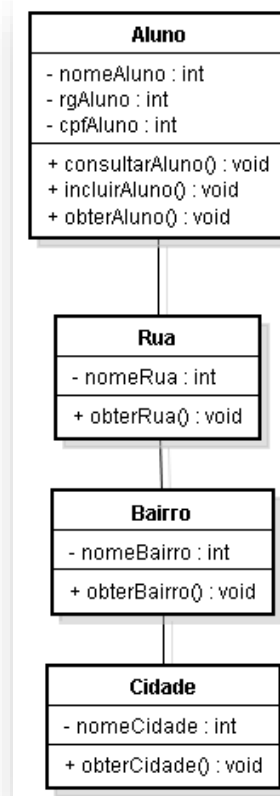 Aluno
- nomeAluno : int
- rgAluno : int
- cpfAluno : int
+ consultarAluno() : void
+ incluirAluno() : void
+ obterAluno() : void
Rua
- nomeRua : int
+ obterRua() : void
Bairro
- nomeBairro : int
+ obterBairro() : void
Cidade
- nomeCidade : int
+ obterCidade() : void